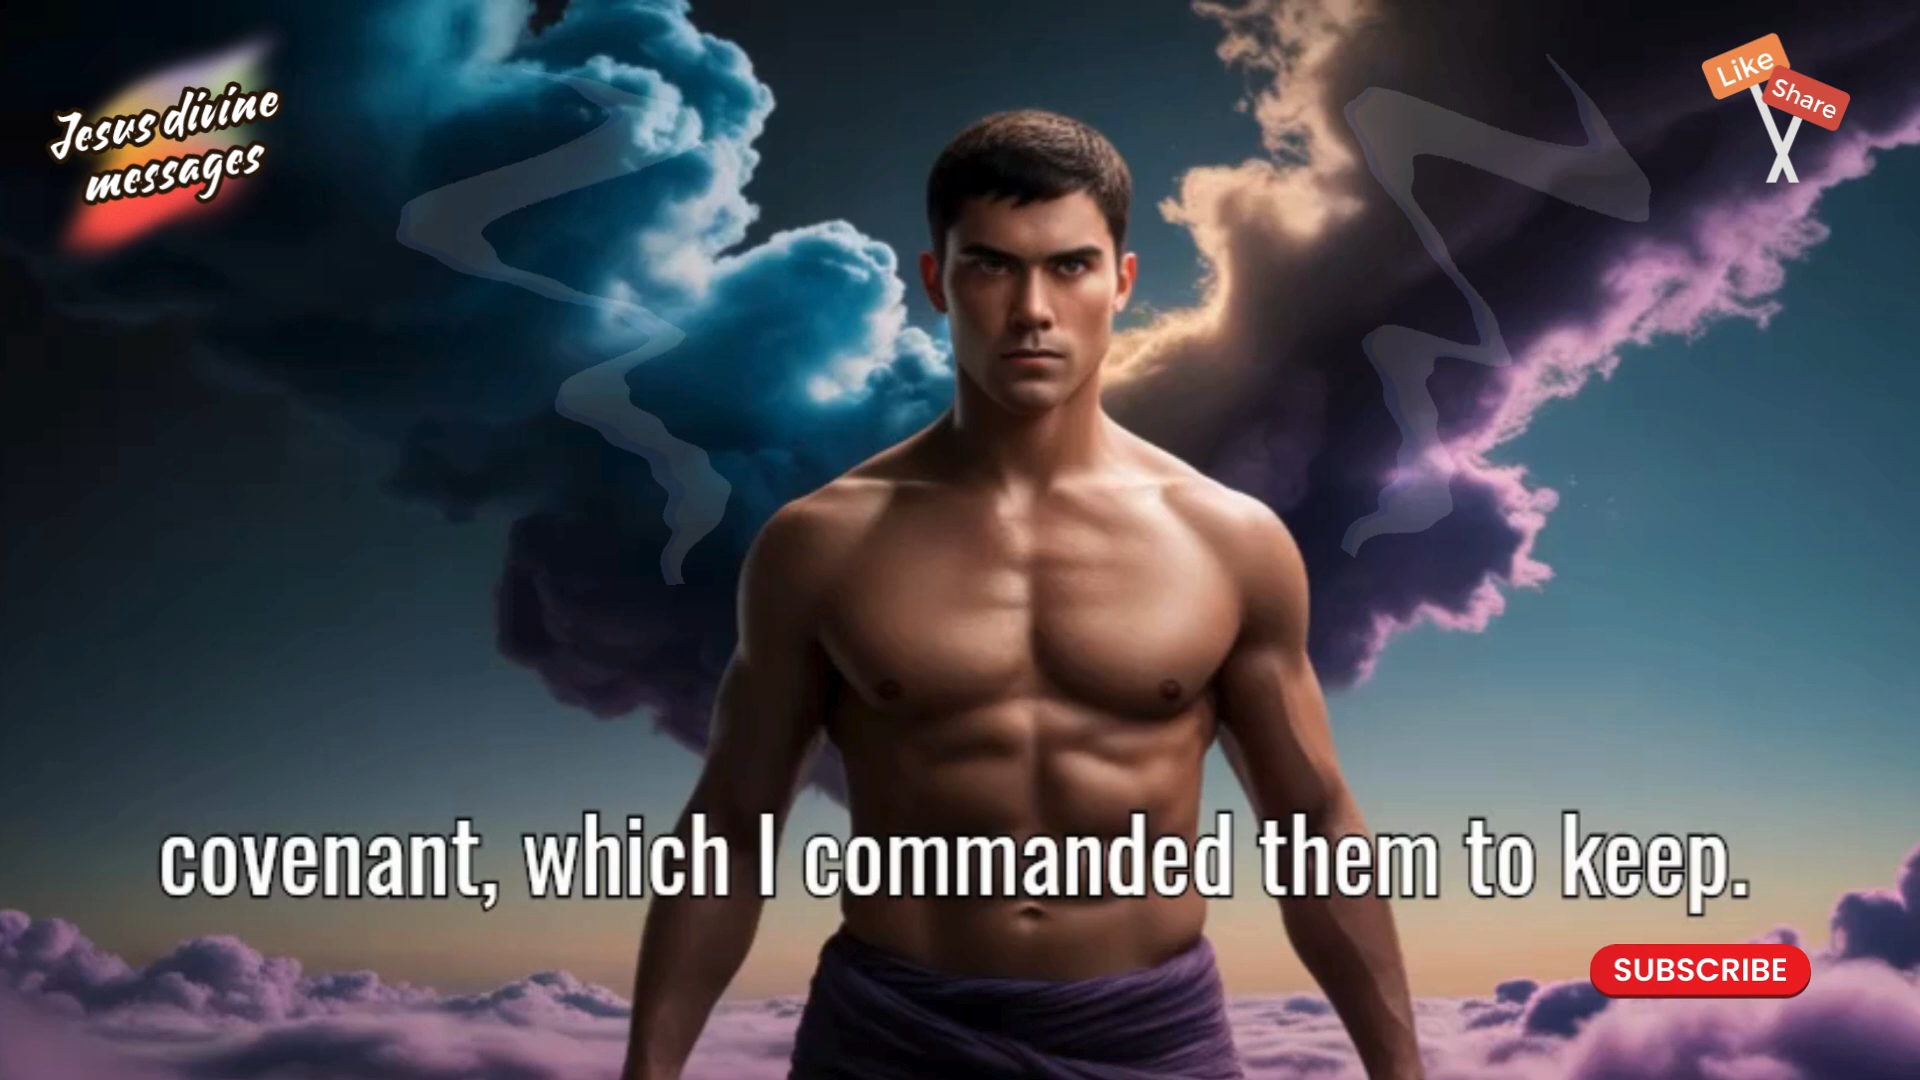 Jesus divine
messages
Like
Share
covenant, which I commanded them to keep.
SUBSCRIBE